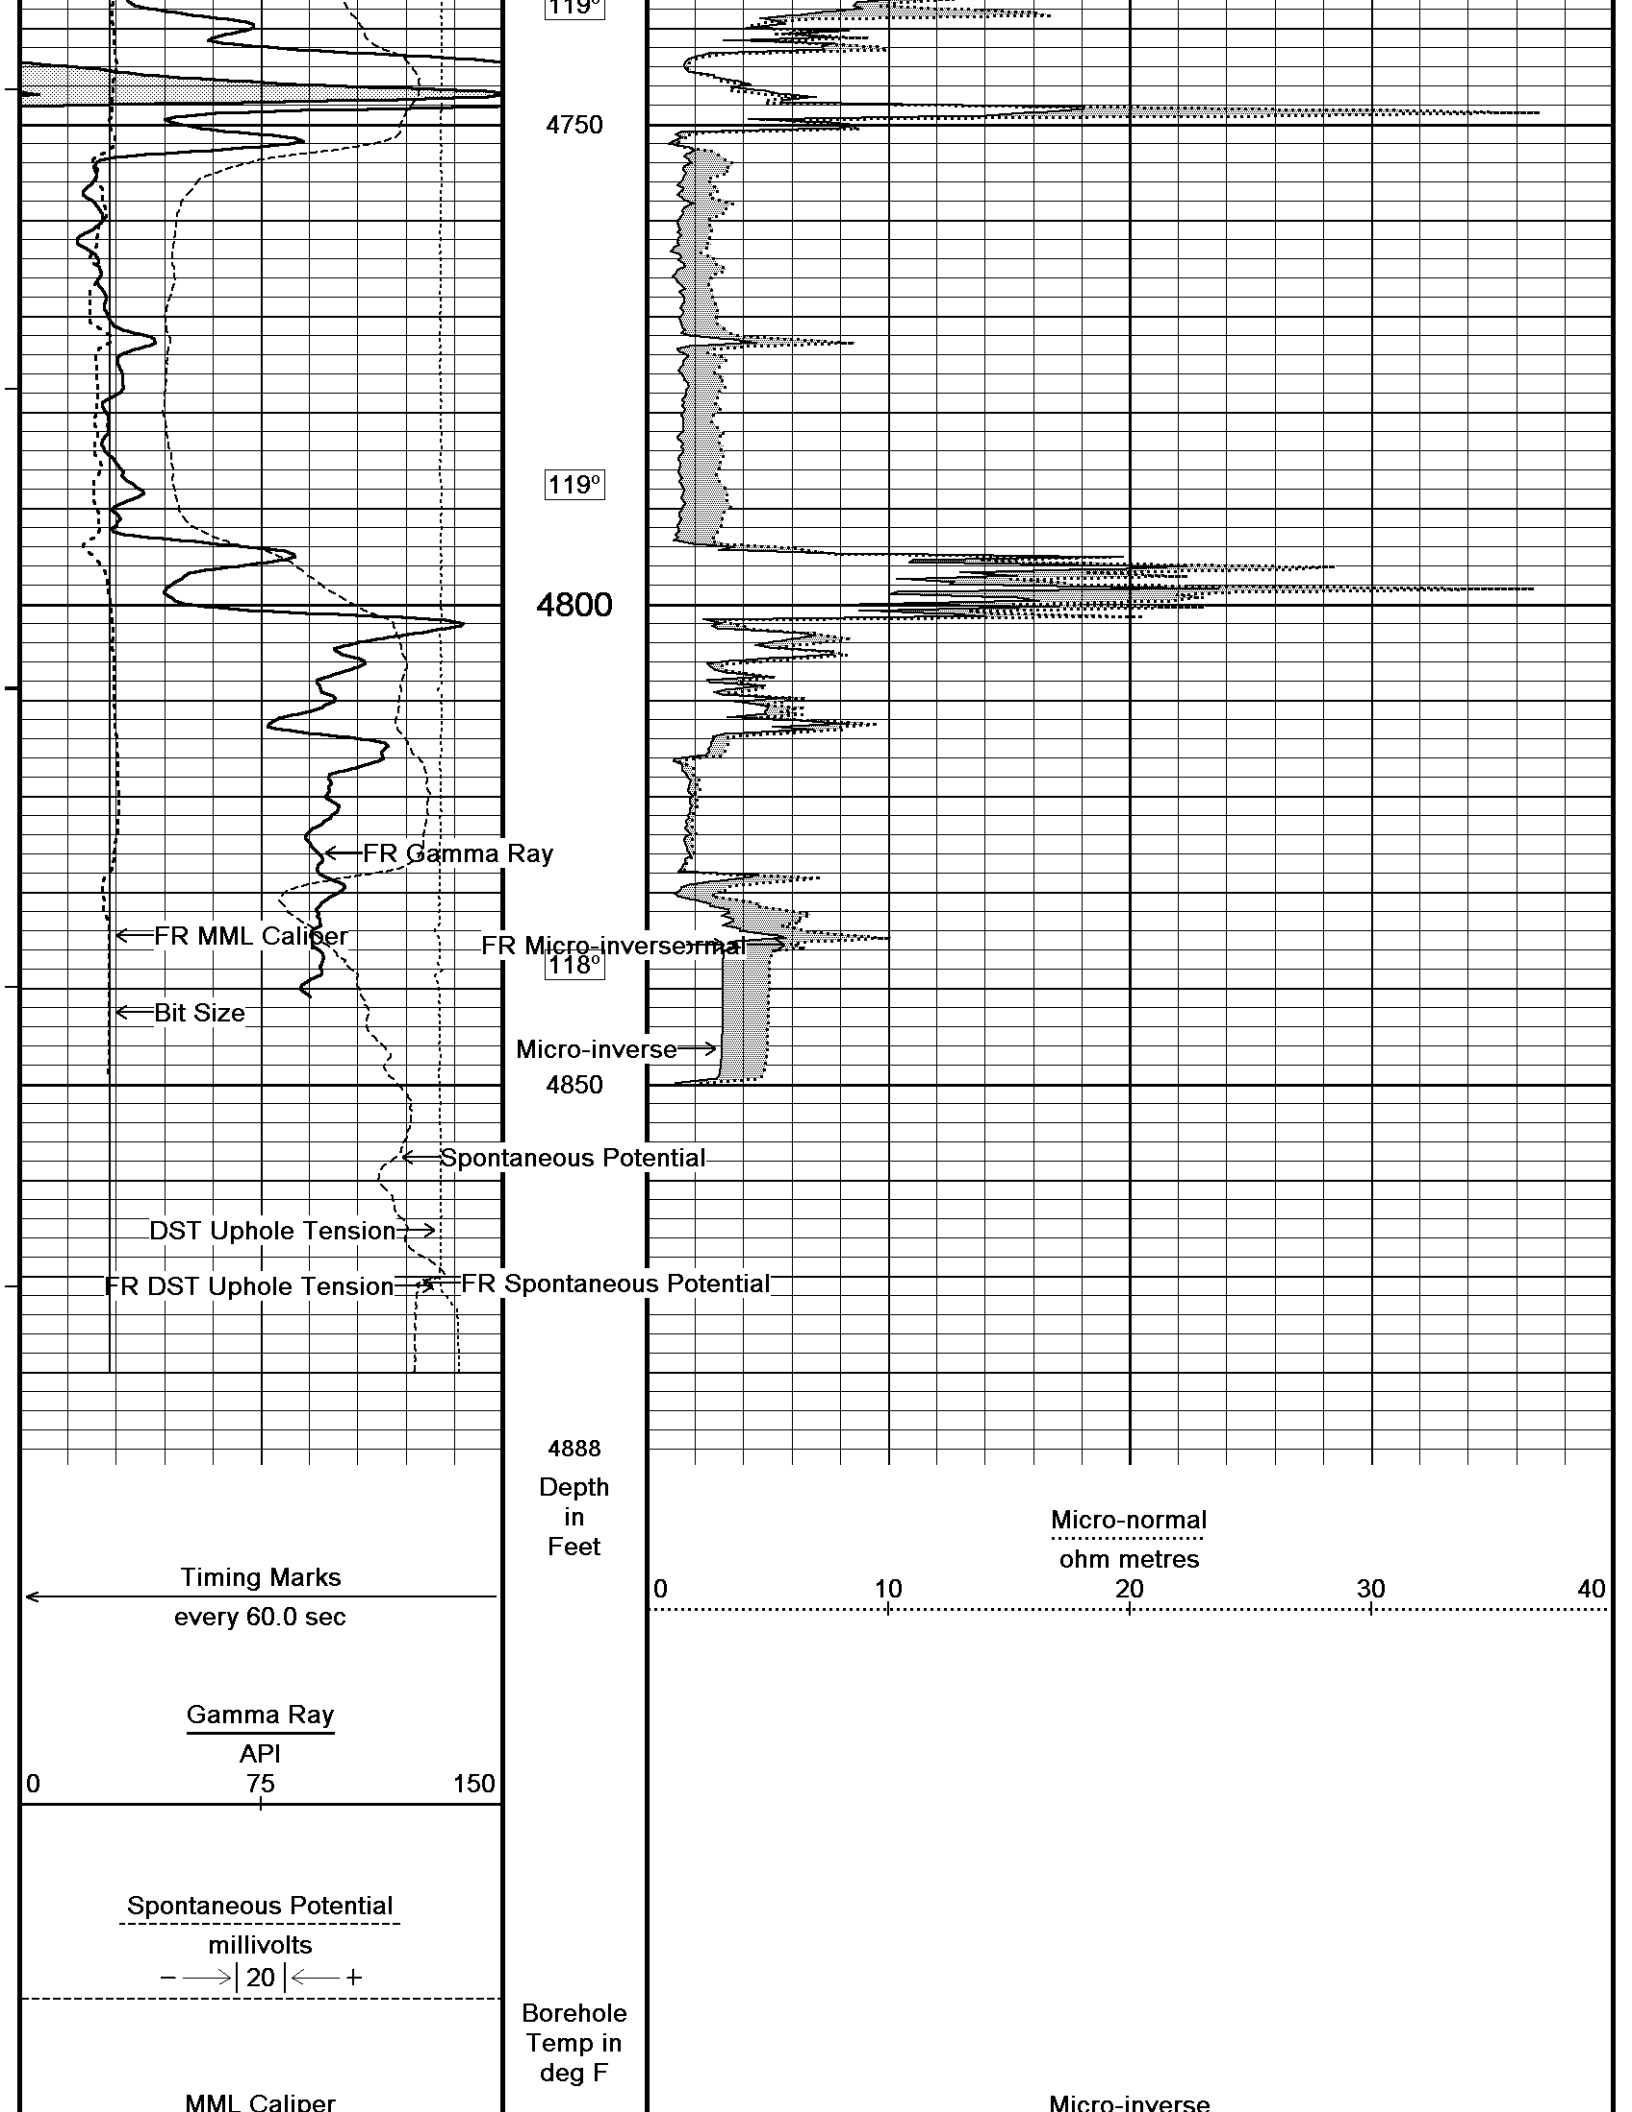 119°
4750
119°
4800
FR Gamma Ray
FR MML Caliper
FR Micro-inverse
118°
Bit Size
Micro-inverse
4850
Spontaneous Potential
DST Uphole Tension
FR DST Uphole Tension
FR Spontaneous Potential
4888
Depth
in
Feet
Micro-normal
ohm metres
0 10 20 30 40
Timing Marks
every 60.0 sec
Gamma Ray
API
0 75 150
Spontaneous Potential
millivolts
− 20 +
Borehole
Temp in
deg F
MML Caliper
Micro-inverse